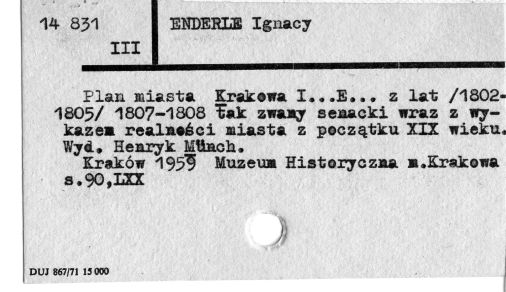 14 831 ENDERLE Ignacy
III
Plan miasta Krakowa I...E... z lat /1802-
1805/ 1807-1808 tak zwany senacki wraz z wy-
kazem realności miasta z początku XIX wieku.
Wyd. Henryk Münch.
Kraków 1959 Muzeum Historyczna m.Krakowa
s.90,LXX
DUJ 867/71 15 000